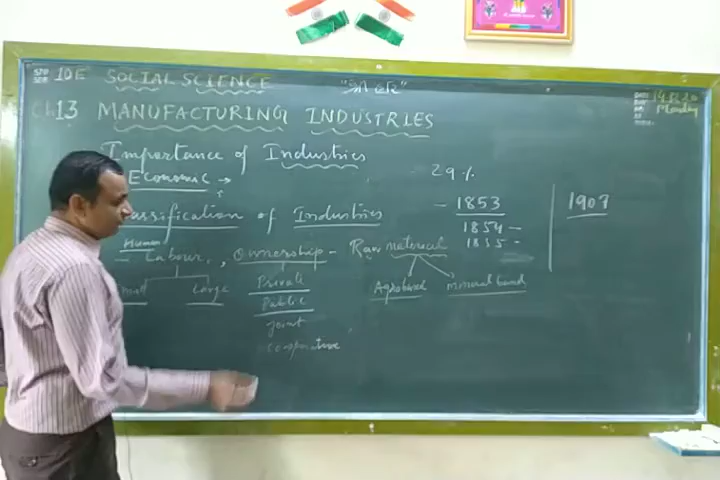 10E SOCIAL SCIENCE
Ch 13 MANUFACTURING INDUSTRIES
Monday
Importance of Industries
29%
Economic →
- 1853
1907
Classification of Industries
1854 -
1855 -
Human
- Labour, Ownership - Raw material
Large
Private
Agrobased
mineral based
Public
Joint
Cooperative